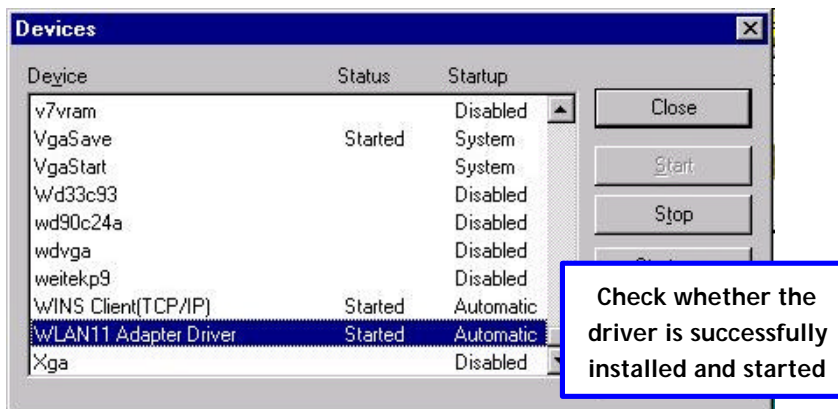 Devices
Device Status Startup
v7vram Disabled
VgaSave Started System
VgaStart System
Wd33c93 Disabled
wd90c24a Disabled
wdvga Disabled
weitekp9 Disabled
WINS Client(TCP/IP) Started Automatic
WLAN11 Adapter Driver Started Automatic
Xga Disabled
Close
Start
Stop
Check whether the
driver is successfully
installed and started